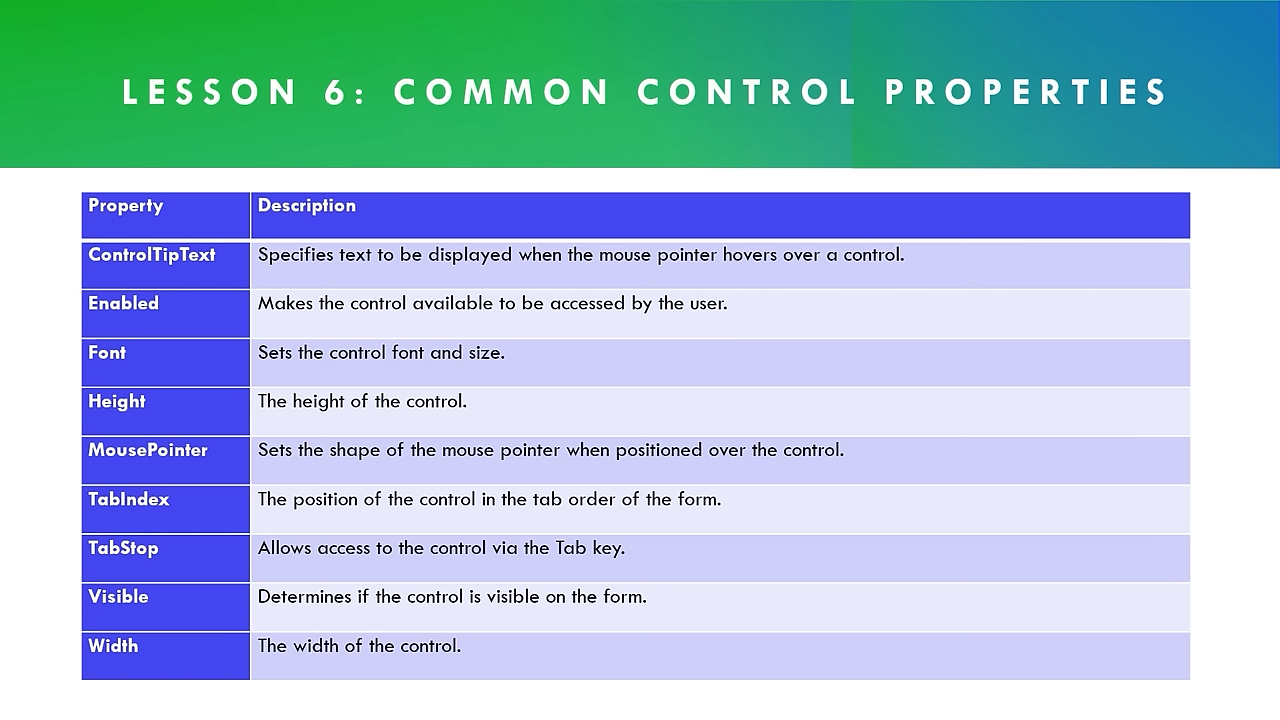 LESSON 6: COMMON CONTROL PROPERTIES
Property Description
ControlTipText Specifies text to be displayed when the mouse pointer hovers over a control.
Enabled Makes the control available to be accessed by the user.
Font Sets the control font and size.
Height The height of the control.
MousePointer Sets the shape of the mouse pointer when positioned over the control.
TabIndex The position of the control in the tab order of the form.
TabStop Allows access to the control via the Tab key.
Visible Determines if the control is visible on the form.
Width The width of the control.